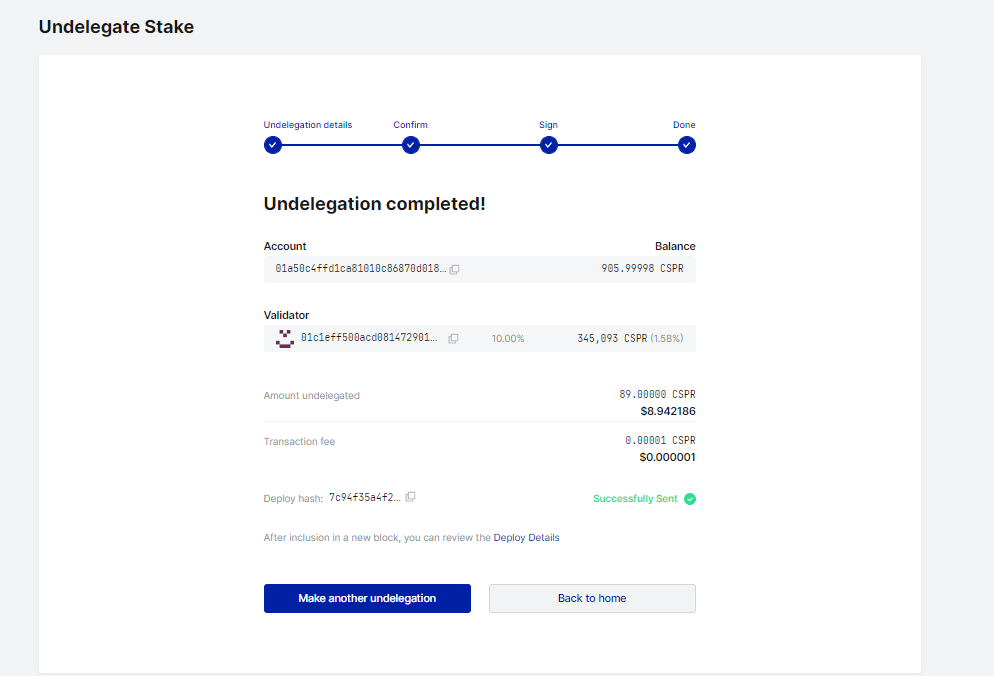 Undelegate Stake
Undelegation details Confirm Sign Done
Undelegation completed!
Account Balance
01a50c4ffd1ca81010c86870d018... 905.99998 CSPR
Validator
01c1eff500acd081472901... 10.00% 345,093 CSPR (1.58%)
Amount undelegated 89.00000 CSPR
$8.942186
Transaction fee 0.00001 CSPR
$0.000001
Deploy hash: 7c94f35a4f2... Successfully Sent
After inclusion in a new block, you can review the Deploy Details
Make another undelegation Back to home